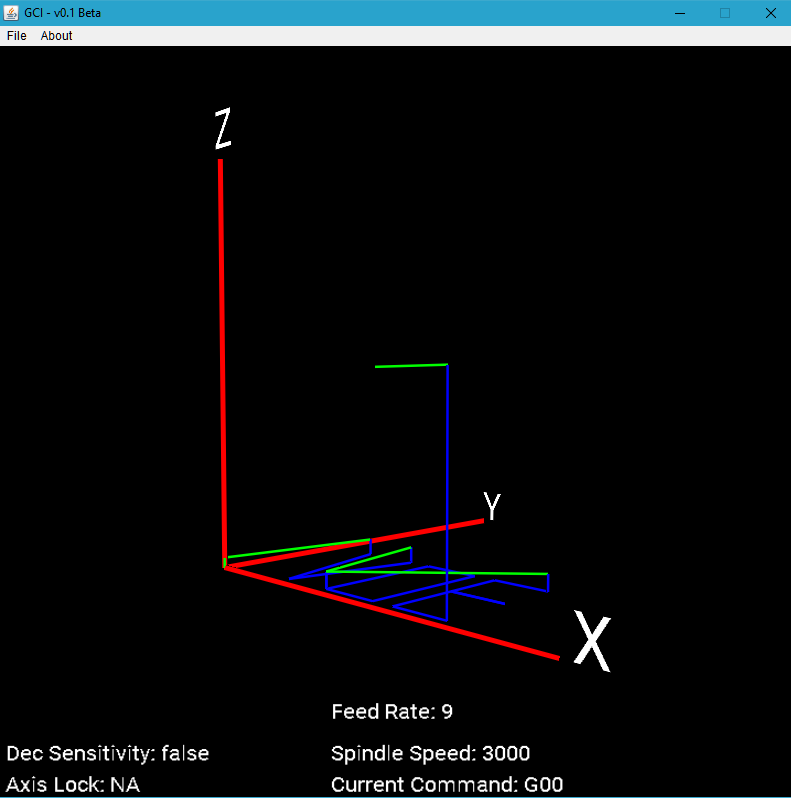 GCI - v0.1 Beta
File About
Z
Y
X
Feed Rate: 9
Dec Sensitivity: false Spindle Speed: 3000
Axis Lock: NA Current Command: G00